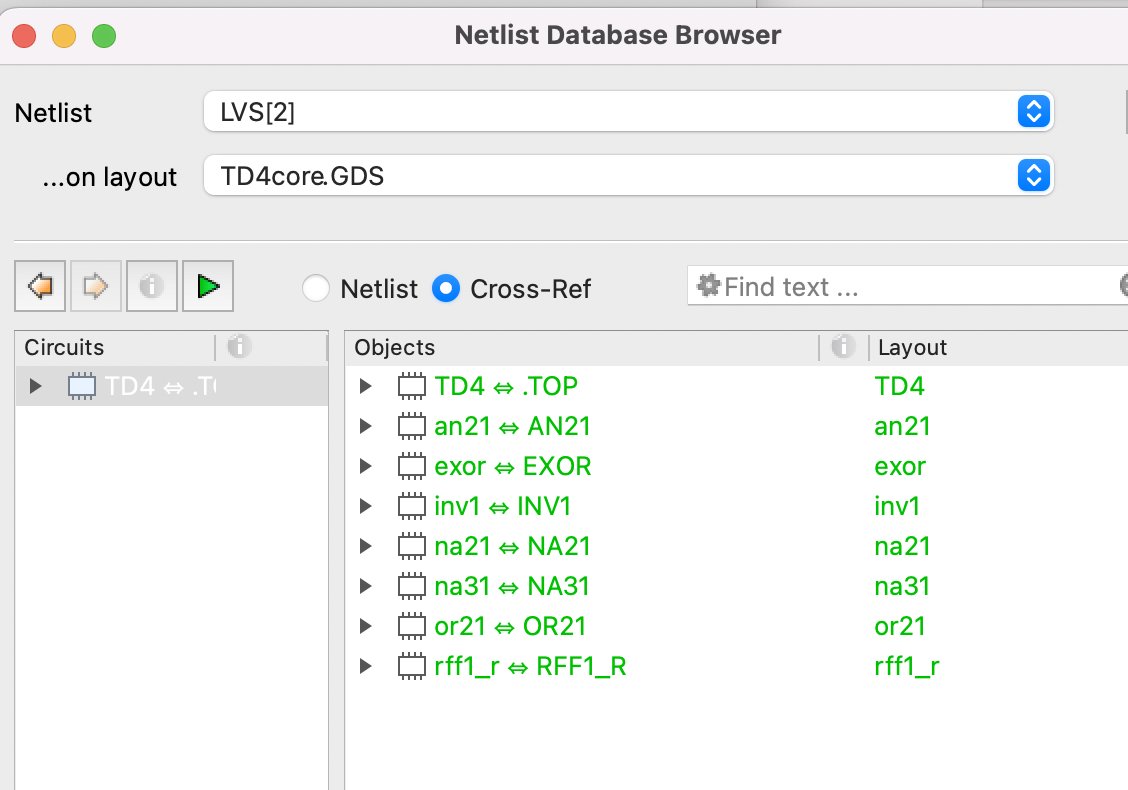 Netlist Database Browser
Netlist LVS[2]
...on layout TD4core.GDS
Netlist Cross-Ref Find text ...
Circuits Objects Layout
TD4 ⇔ .T TD4 ⇔ .TOP TD4
an21 ⇔ AN21 an21
exor ⇔ EXOR exor
inv1 ⇔ INV1 inv1
na21 ⇔ NA21 na21
na31 ⇔ NA31 na31
or21 ⇔ OR21 or21
rff1_r ⇔ RFF1_R rff1_r